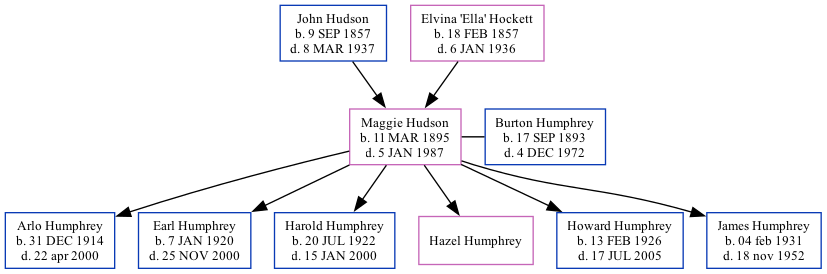 John Hudson
b. 9 SEP 1857
d. 8 MAR 1937
Elvina 'Ella' Hockett
b. 18 FEB 1857
d. 6 JAN 1936
Maggie Hudson
b. 11 MAR 1895
d. 5 JAN 1987
Burton Humphrey
b. 17 SEP 1893
d. 4 DEC 1972
Arlo Humphrey
b. 31 DEC 1914
d. 22 apr 2000
Earl Humphrey
b. 7 JAN 1920
d. 25 NOV 2000
Harold Humphrey
b. 20 JUL 1922
d. 15 JAN 2000
Hazel Humphrey
Howard Humphrey
b. 13 FEB 1926
d. 17 JUL 2005
James Humphrey
b. 04 feb 1931
d. 18 nov 1952